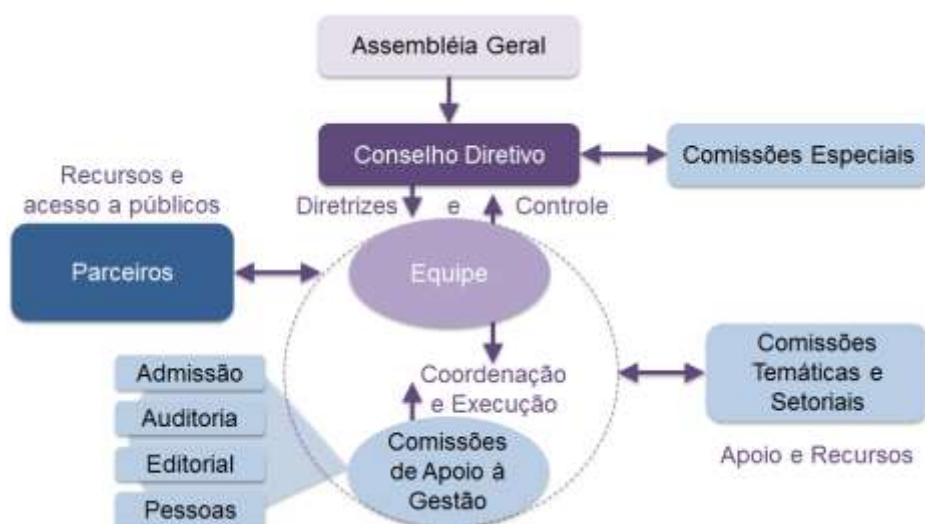 Assembléia Geral
Conselho Diretivo
Comissões Especiais
Recursos e
acesso a públicos
Diretrizes e Controle
Parceiros
Equipe
Comissões
Temáticas e
Setoriais
Admissão
Coordenação
e Execução
Auditoria
Editorial
Pessoas
Comissões
de Apoio à
Gestão
Apoio e Recursos